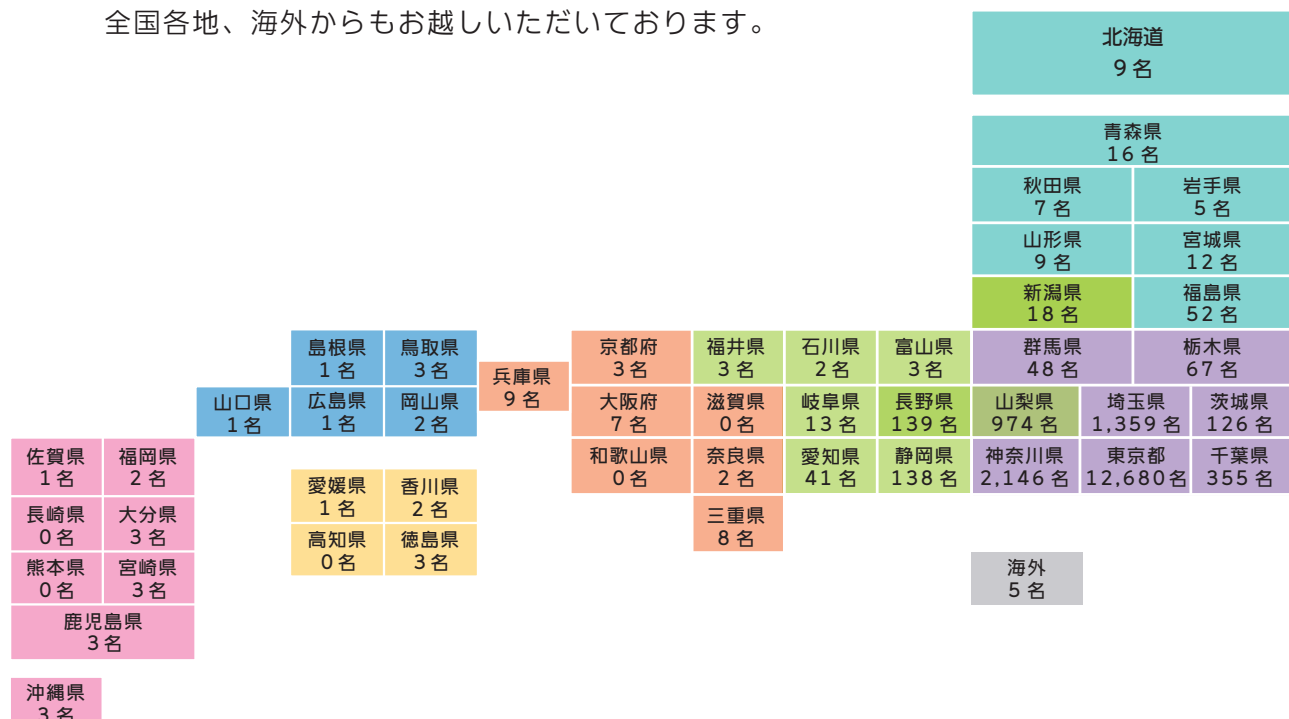 全国各地、海外からもお越しいただいております。
北海道
9名
青森県
16名
秋田県
7名
岩手県
5名
山形県
9名
宮城県
12名
新潟県
18名
福島県
52名
島根県
1名
鳥取県
3名
兵庫県
9名
京都府
3名
福井県
3名
石川県
2名
富山県
3名
群馬県
48名
栃木県
67名
山口県
1名
広島県
1名
岡山県
2名
大阪府
7名
滋賀県
0名
岐阜県
13名
長野県
139名
山梨県
974名
埼玉県
1,359名
茨城県
126名
佐賀県
1名
福岡県
2名
和歌山県
0名
奈良県
2名
愛知県
41名
静岡県
138名
神奈川県
2,146名
東京都
12,680名
千葉県
355名
愛媛県
1名
香川県
2名
長崎県
0名
大分県
3名
三重県
8名
高知県
0名
徳島県
3名
熊本県
0名
宮崎県
3名
海外
5名
鹿児島県
3名
沖縄県
3名